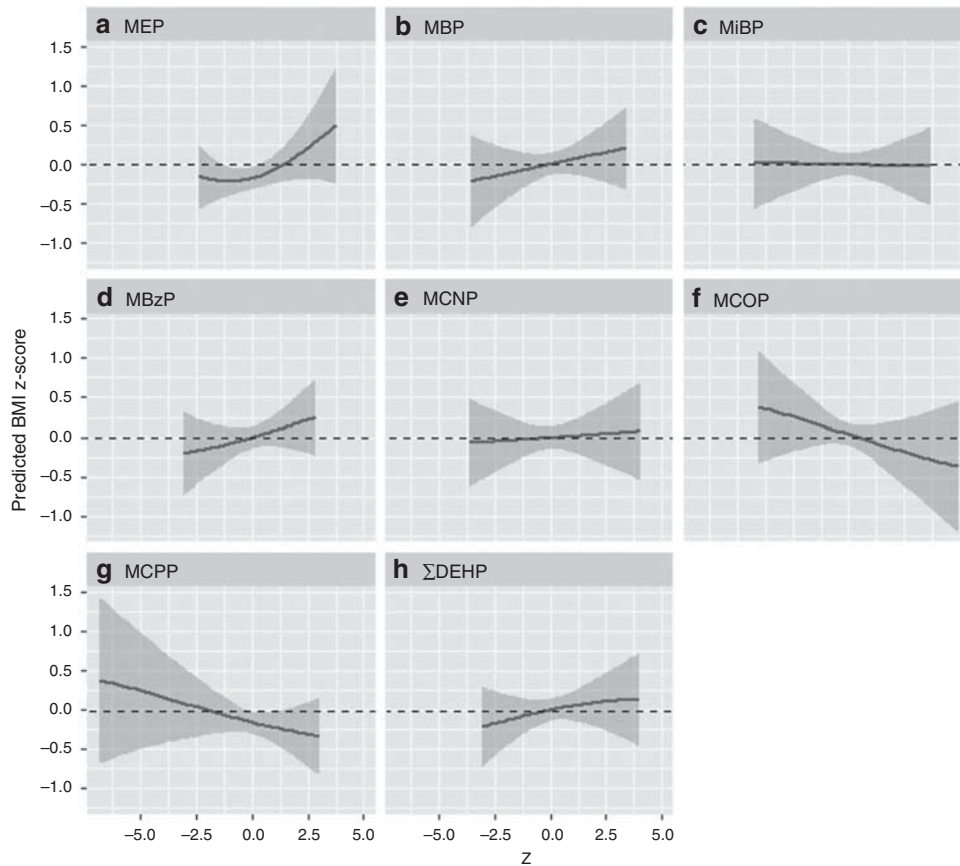 a MEP
b MBP
c MiBP
1.5
1.0
0.5
0.0
−0.5
−1.0
d MBzP
e MCNP
f MCOP
1.5
1.0
0.5
0.0
−0.5
−1.0
g MCPP
h ∑DEHP
1.5
1.0
0.5
0.0
−0.5
−1.0
Predicted BMI z-score
−5.0 −2.5 0.0 2.5 5.0
−5.0 −2.5 0.0 2.5 5.0
Z